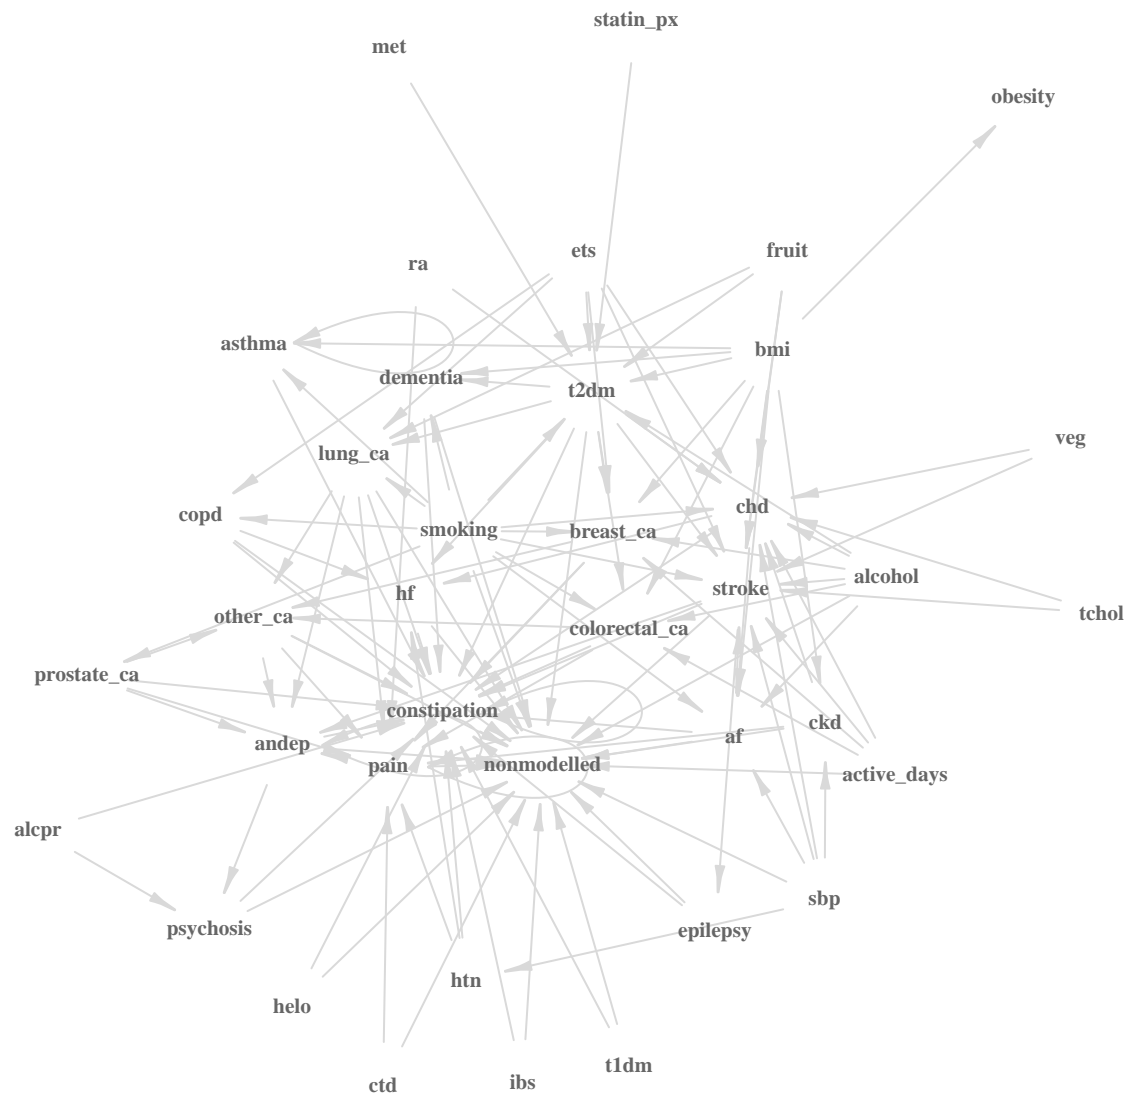 statin_px
met
obesity
ets
fruit
ra
asthma
bmi
dementia
t2dm
veg
lung_ca
chd
copd
smoking
breast_ca
alcohol
stroke
hf
tchol
other_ca
colorectal_ca
prostate_ca
constipation
ckd
af
andep
pain
nonmodelled
active_days
alcpr
sbp
psychosis
epilepsy
htn
helo
t1dm
ibs
ctd